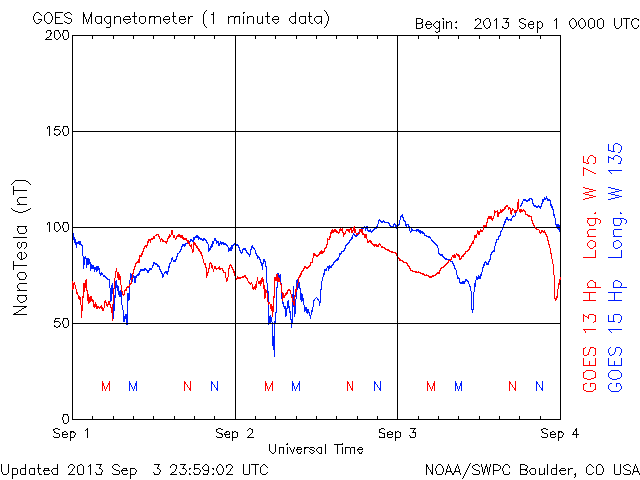 GOES Magnetometer (1 minute data)
Begin: 2013 Sep 1 0000 UTC
200
150
100
50
0
NanoTesla (nT)
M M N N M M N N M M N N
Sep 1 Sep 2 Sep 3 Sep 4
Universal Time
GOES 13 Hp Long. W 75
GOES 15 Hp Long. W 135
Updated 2013 Sep 3 23:59:02 UTC
NOAA/SWPC Boulder, CO USA